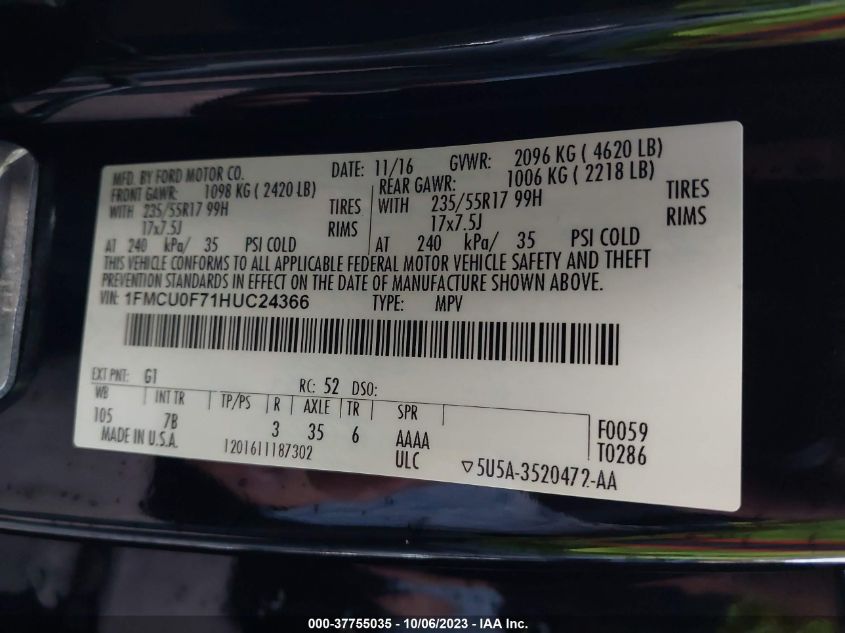 MFD. BY FORD MOTOR CO. DATE: 11/16 GVWR: 2096 KG ( 4620 LB)
FRONT GAWR: 1098 KG ( 2420 LB) REAR GAWR: 1006 KG ( 2218 LB)
WITH 235/55R17 99H TIRES WITH 235/55R17 99H TIRES
17x7.5J RIMS 17x7.5J RIMS
AT 240 kPa/ 35 PSI COLD AT 240 kPa/ 35 PSI COLD
THIS VEHICLE CONFORMS TO ALL APPLICABLE FEDERAL MOTOR VEHICLE SAFETY AND THEFT
PREVENTION STANDARDS IN EFFECT ON THE DATE OF MANUFACTURE SHOWN ABOVE.
VIN: 1FMCU0F71HUC24366 TYPE: MPV
EXT PNT: G1 RC: 52 DSO:
WB INT TR TP/PS R AXLE TR SPR
105 7B 3 35 6 AAAA F0059
MADE IN U.S.A. 1201611187302 ULC T0286
▽5U5A-3520472-AA
000-37755035 - 10/06/2023 - IAAI.com